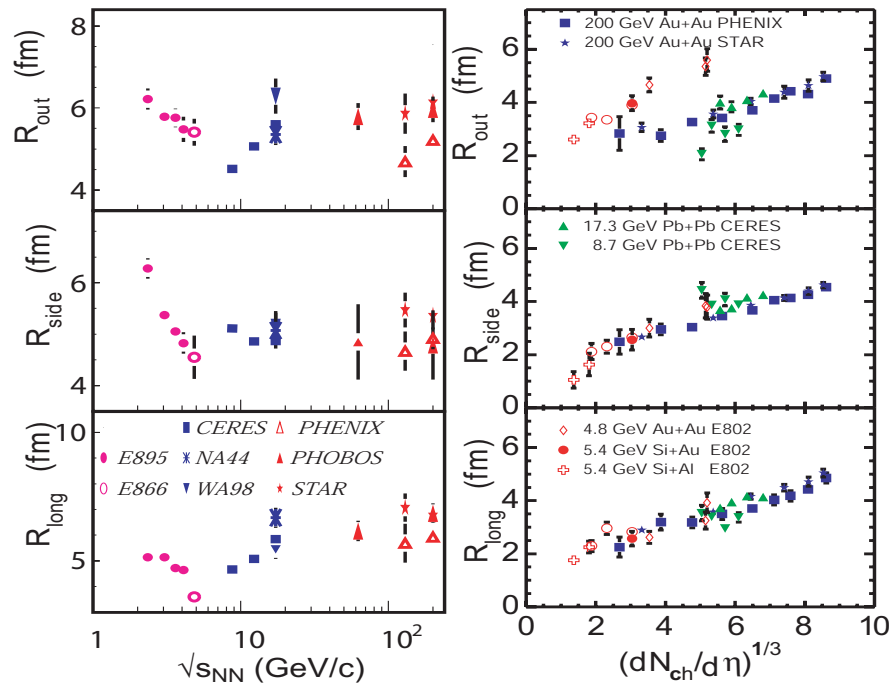 R_out (fm)
8
6
4
R_side (fm)
6
4
R_long (fm)
10
5
CERES PHENIX
E895 NA44 PHOBOS
E866 WA98 STAR
1 10 10^2
√s_NN (GeV/c)
R_out (fm)
6
4
2
0
200 GeV Au+Au PHENIX
200 GeV Au+Au STAR
R_side (fm)
6
4
2
0
17.3 GeV Pb+Pb CERES
8.7 GeV Pb+Pb CERES
R_long (fm)
6
4
2
0
4.8 GeV Au+Au E802
5.4 GeV Si+Au E802
5.4 GeV Si+Al E802
0 2 4 6 8 10
(dN_ch/dη)^1/3